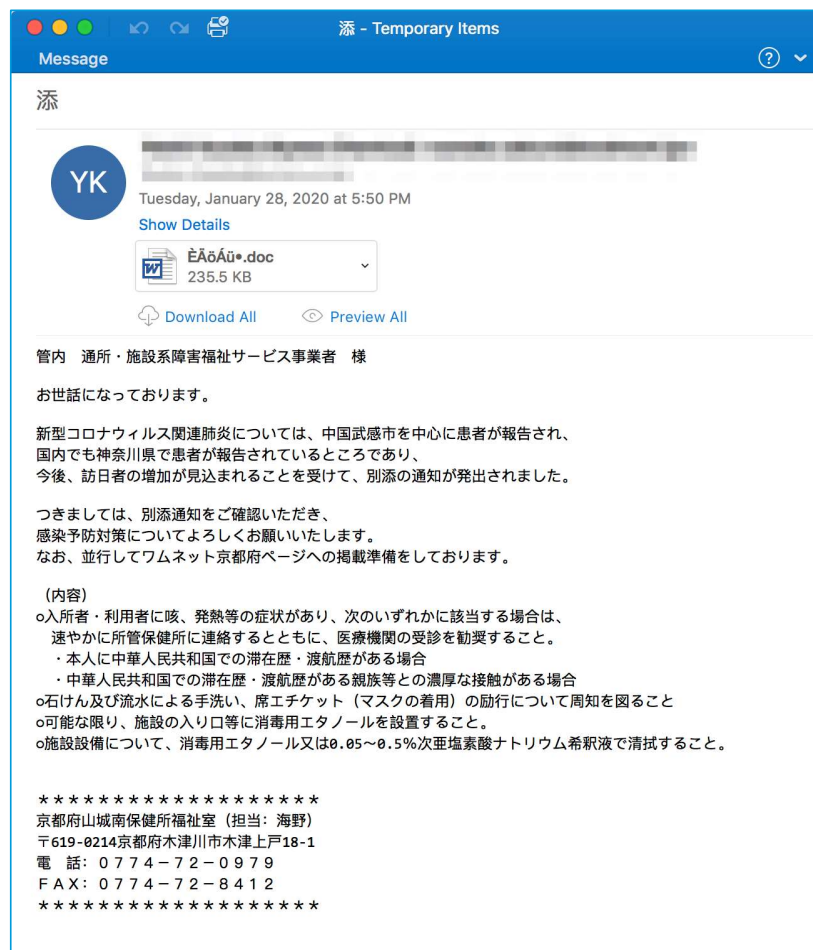 添 - Temporary Items
Message
添
YK
Tuesday, January 28, 2020 at 5:50 PM
Show Details
ÈÄöÁü•.doc
235.5 KB
Download All Preview All
管内　通所・施設系障害福祉サービス事業者　様
お世話になっております。
新型コロナウィルス関連肺炎については、中国武感市を中心に患者が報告され、
国内でも神奈川県で患者が報告されているところであり、
今後、訪日者の増加が見込まれることを受けて、別添の通知が発出されました。
つきましては、別添通知をご確認いただき、
感染予防対策についてよろしくお願いいたします。
なお、並行してワムネット京都府ページへの掲載準備をしております。
（内容）
o入所者・利用者に咳、発熱等の症状があり、次のいずれかに該当する場合は、
速やかに所管保健所に連絡するとともに、医療機関の受診を勧奨すること。
・本人に中華人民共和国での滞在歴・渡航歴がある場合
・中華人民共和国での滞在歴・渡航歴がある親族等との濃厚な接触がある場合
o石けん及び流水による手洗い、席エチケット（マスクの着用）の励行について周知を図ること
o可能な限り、施設の入り口等に消毒用エタノールを設置すること。
o施設設備について、消毒用エタノール又は0.05～0.5%次亜塩素酸ナトリウム希釈液で清拭すること。
＊＊＊＊＊＊＊＊＊＊＊＊＊＊＊＊＊＊＊
京都府山城南保健所福祉室（担当：海野）
〒619-0214京都府木津川市木津上戸18-1
電　話：０７７４－７２－０９７９
ＦＡＸ：０７７４－７２－８４１２
＊＊＊＊＊＊＊＊＊＊＊＊＊＊＊＊＊＊＊